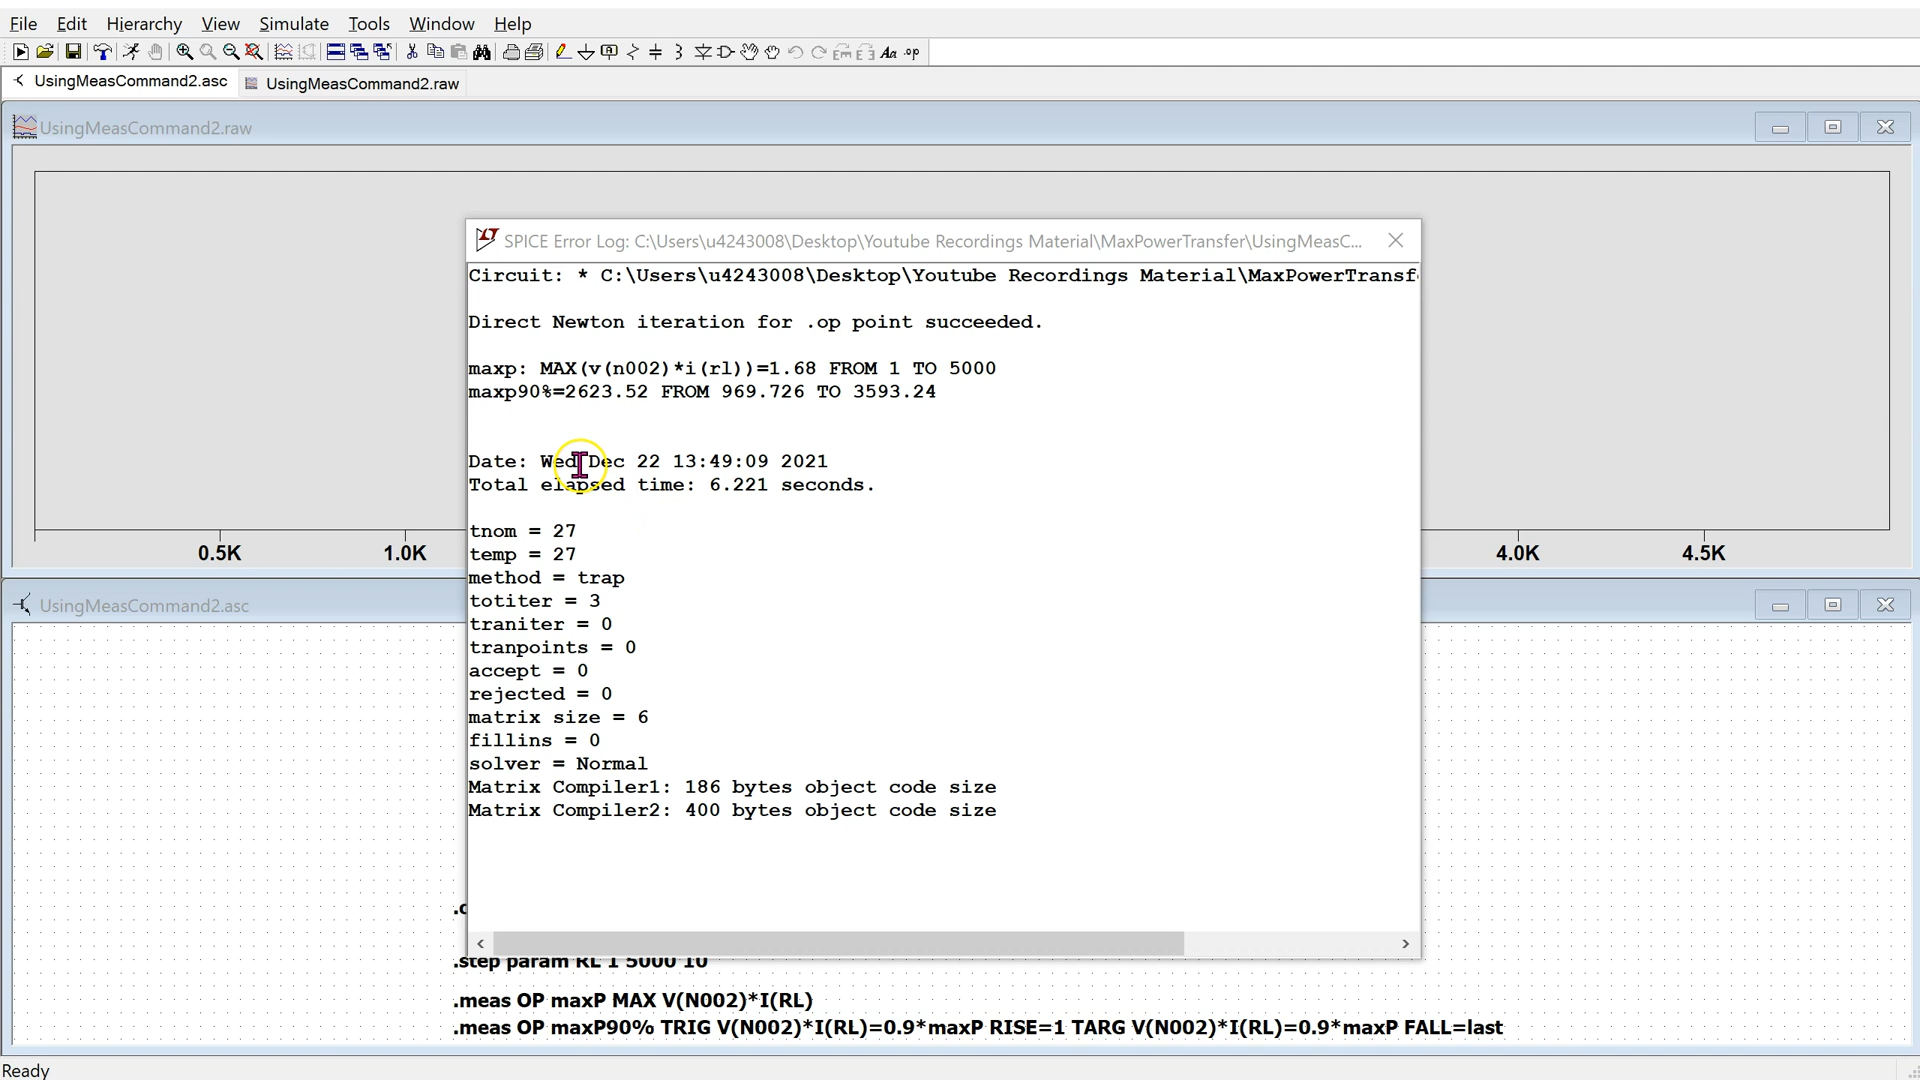 File Edit Hierarchy View Simulate Tools Window Help
UsingMeasCommand2.asc UsingMeasCommand2.raw
UsingMeasCommand2.raw
SPICE Error Log: C:\Users\u4243008\Desktop\Youtube Recordings Material\MaxPowerTransfer\UsingMeasC...
Circuit: * C:\Users\u4243008\Desktop\Youtube Recordings Material\MaxPowerTransf
Direct Newton iteration for .op point succeeded.
maxp: MAX(v(n002)*i(rl))=1.68 FROM 1 TO 5000
maxp90%=2623.52 FROM 969.726 TO 3593.24
Date: Wed Dec 22 13:49:09 2021
Total elapsed time: 6.221 seconds.
tnom = 27
temp = 27
method = trap
totiter = 3
traniter = 0
tranpoints = 0
accept = 0
rejected = 0
matrix size = 6
fillins = 0
solver = Normal
Matrix Compiler1: 186 bytes object code size
Matrix Compiler2: 400 bytes object code size
0.5K 1.0K 4.0K 4.5K
UsingMeasCommand2.asc
.step param RL 1 5000 10
.meas OP maxP MAX V(N002)*I(RL)
.meas OP maxP90% TRIG V(N002)*I(RL)=0.9*maxP RISE=1 TARG V(N002)*I(RL)=0.9*maxP FALL=last
Ready